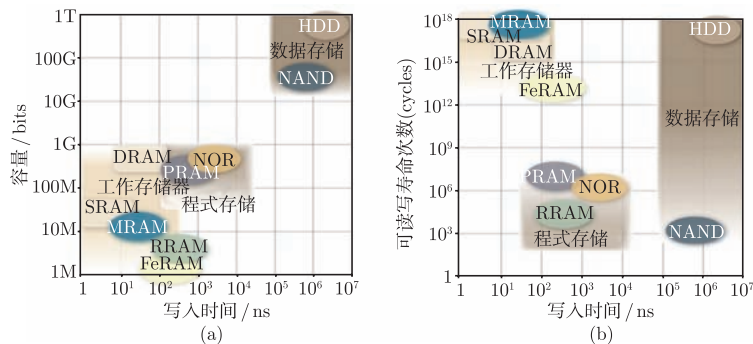 1T
100G
10G
1G
100M
10M
1M
容量/bits
HDD
数据存储
NAND
DRAM
NOR
PRAM
工作存储器
SRAM
程式存储
MRAM
RRAM
FeRAM
1 10¹ 10² 10³ 10⁴ 10⁵ 10⁶ 10⁷
写入时间/ns
(a)
10¹⁸
10¹⁵
10¹²
10⁸
10⁶
10³
1
可读写寿命次数(cycles)
MRAM
HDD
SRAM
DRAM
工作存储器
FeRAM
数据存储
PRAM
NOR
RRAM
NAND
程式存储
1 10¹ 10² 10³ 10⁴ 10⁵ 10⁶ 10⁷
写入时间/ns
(b)